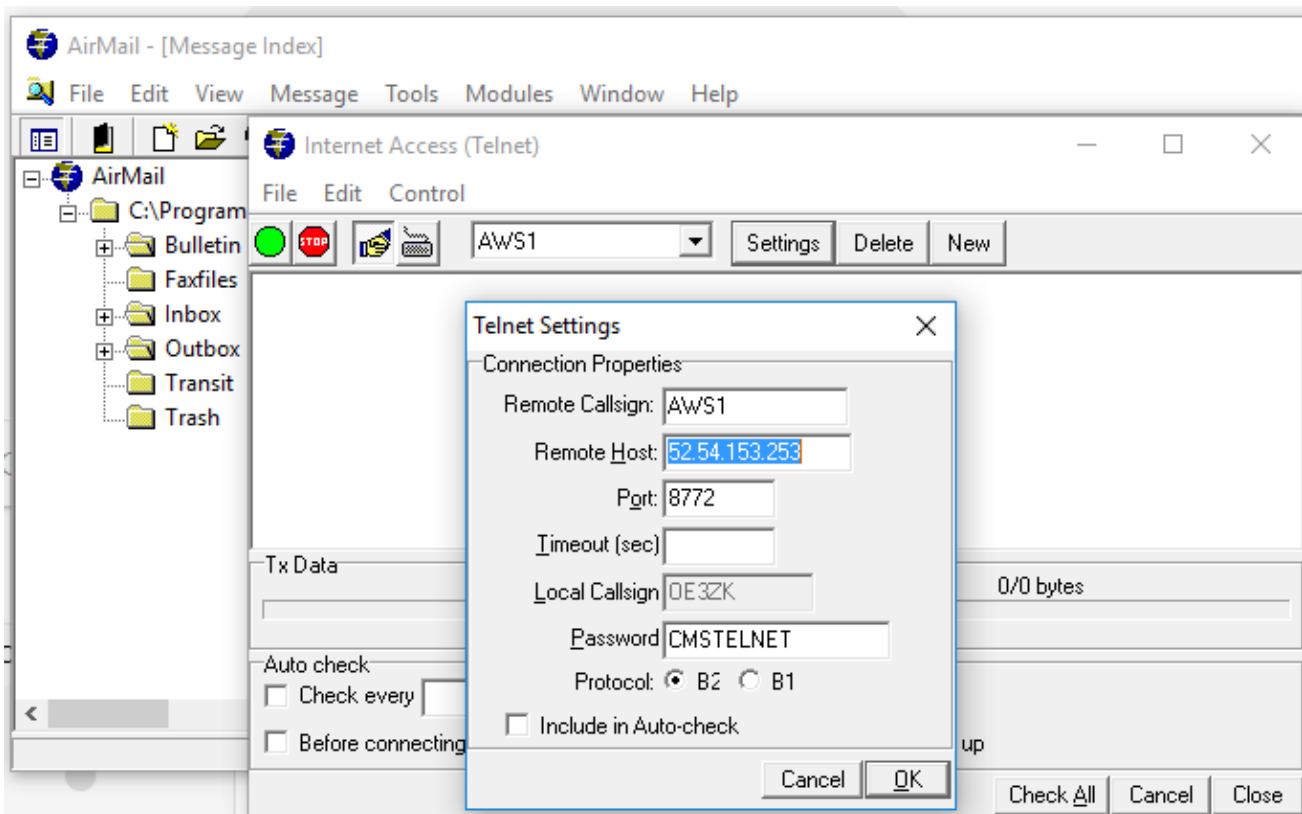 AirMail - [Message Index]
File Edit View Message Tools Modules Window Help
Internet Access (Telnet)
AirMail
File Edit Control
C:\Program
STOP AWS1 Settings Delete New
Bulletin
Faxfiles
Inbox
Outbox
Transit
Trash
Telnet Settings
Connection Properties
Remote Callsign: AWS1
Remote Host: 52.54.153.253
Port: 8772
Timeout (sec)
Local Callsign OE3ZK
Password CMSTELNET
Protocol: B2 B1
Include in Auto-check
Cancel OK
Tx Data
0/0 bytes
Auto check
Check every
Before connecting
up
Check All Cancel Close